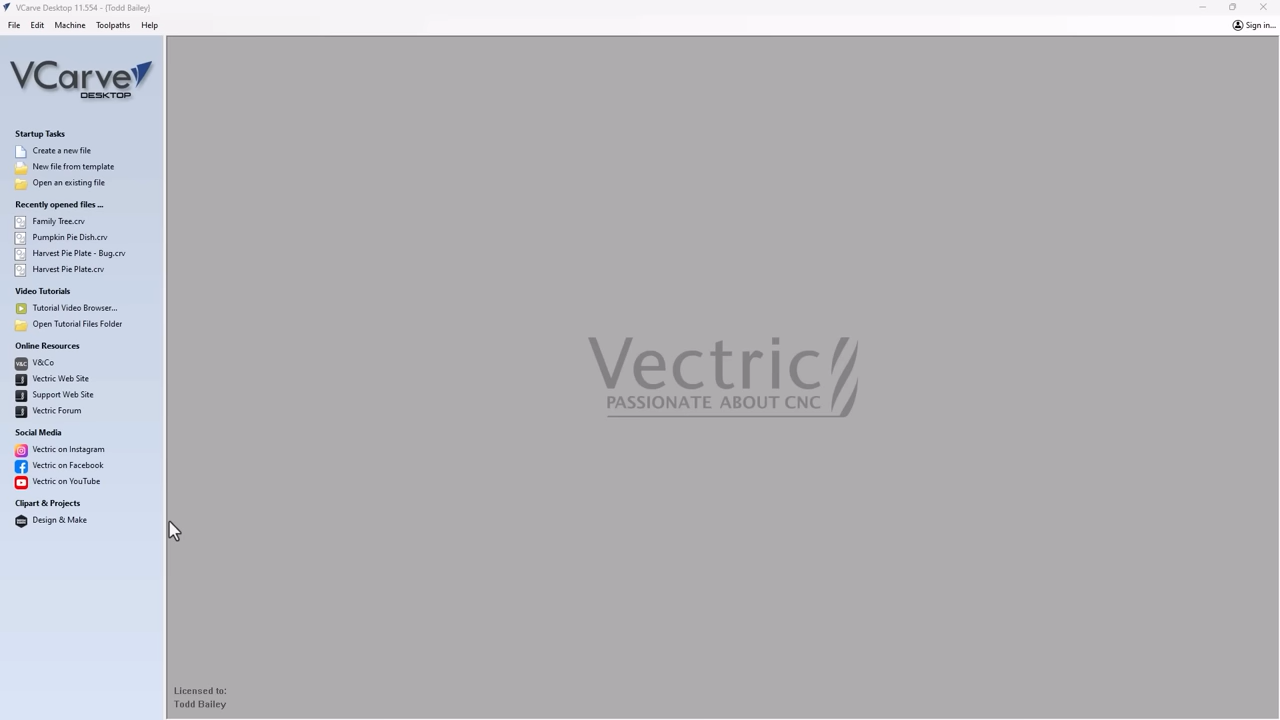 VCarve Desktop 11.554 - {Todd Bailey}
File Edit Machine Toolpaths Help
Sign in...
VCarve
DESKTOP
Startup Tasks
Create a new file
New file from template
Open an existing file
Recently opened files ...
Family Tree.crv
Pumpkin Pie Dish.crv
Harvest Pie Plate - Bug.crv
Harvest Pie Plate.crv
Video Tutorials
Tutorial Video Browser...
Open Tutorial Files Folder
Online Resources
V&C V&Co
Vectric Web Site
Support Web Site
Vectric Forum
Social Media
Vectric on Instagram
Vectric on Facebook
Vectric on YouTube
Clipart & Projects
Design & Make
Vectric
PASSIONATE ABOUT CNC
Licensed to:
Todd Bailey